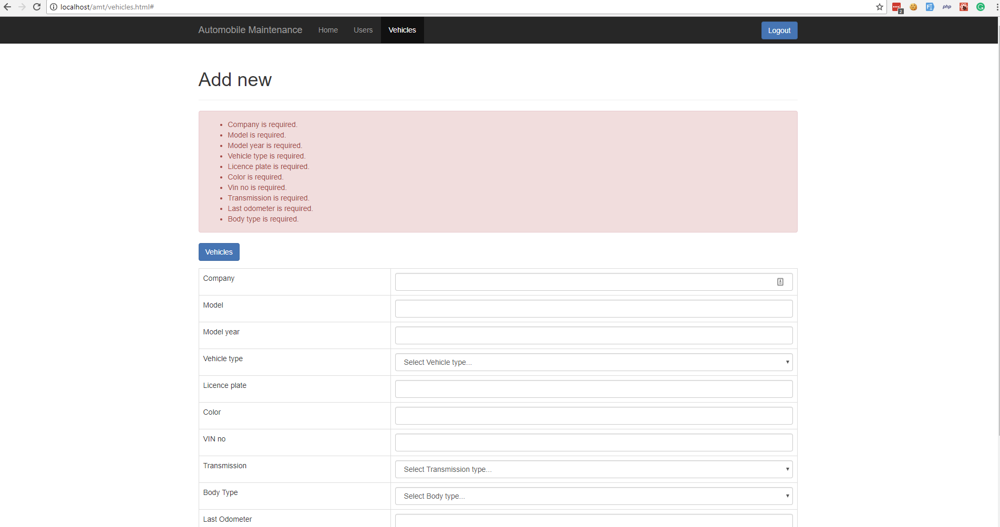 localhost/amt/vehicles.html#
2
php
Automobile Maintenance
Home
Users
Vehicles
Logout
Add new
Company is required.
Model is required.
Model year is required.
Vehicle type is required.
Licence plate is required.
Color is required.
Vin no is required.
Transmission is required.
Last odometer is required.
Body type is required.
Vehicles
Company
Model
Model year
Vehicle type
Select Vehicle type...
Licence plate
Color
VIN no
Transmission
Select Transmission type...
Body Type
Select Body type...
Last Odometer